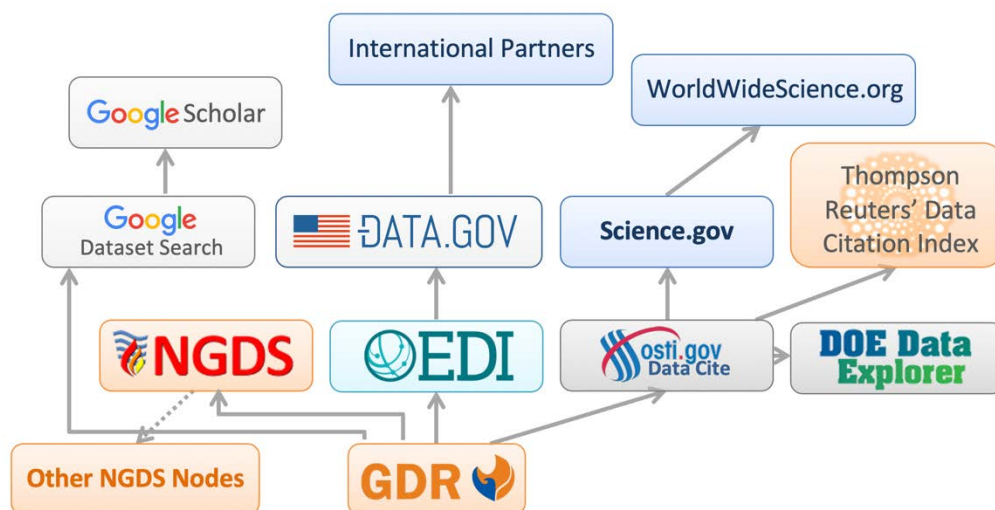 International Partners
WorldWideScience.org
Google Scholar
Thompson
Reuters' Data
Citation Index
Google
Dataset Search
DATA.GOV
Science.gov
NGDS
OEDI
osti.gov
Data Cite
DOE Data
Explorer
Other NGDS Nodes
GDR